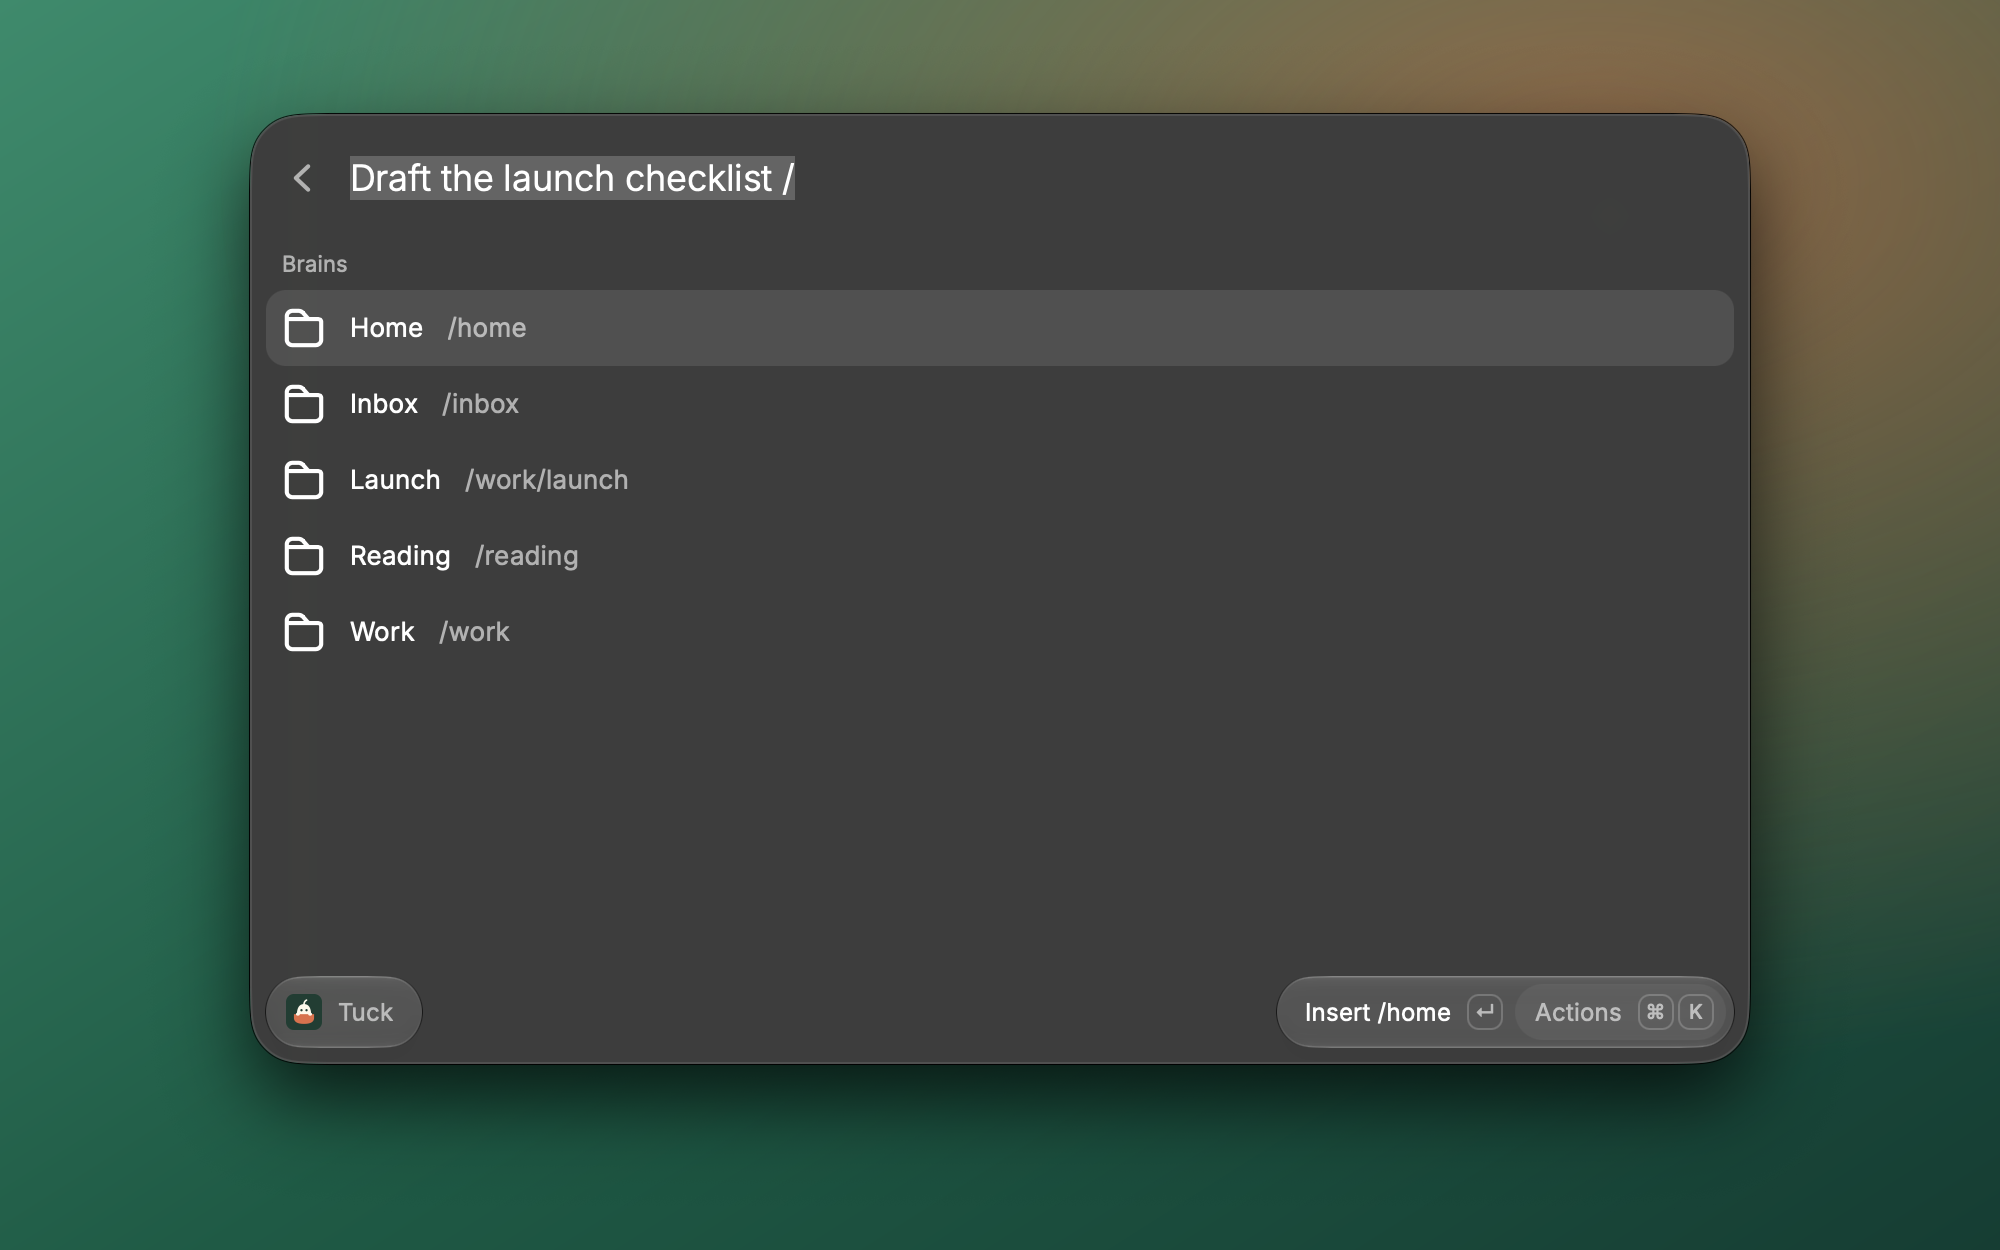 Draft the launch checklist /
Brains
Home /home
Inbox /inbox
Launch /work/launch
Reading /reading
Work /work
Tuck
Insert /home ↵ Actions ⌘ K